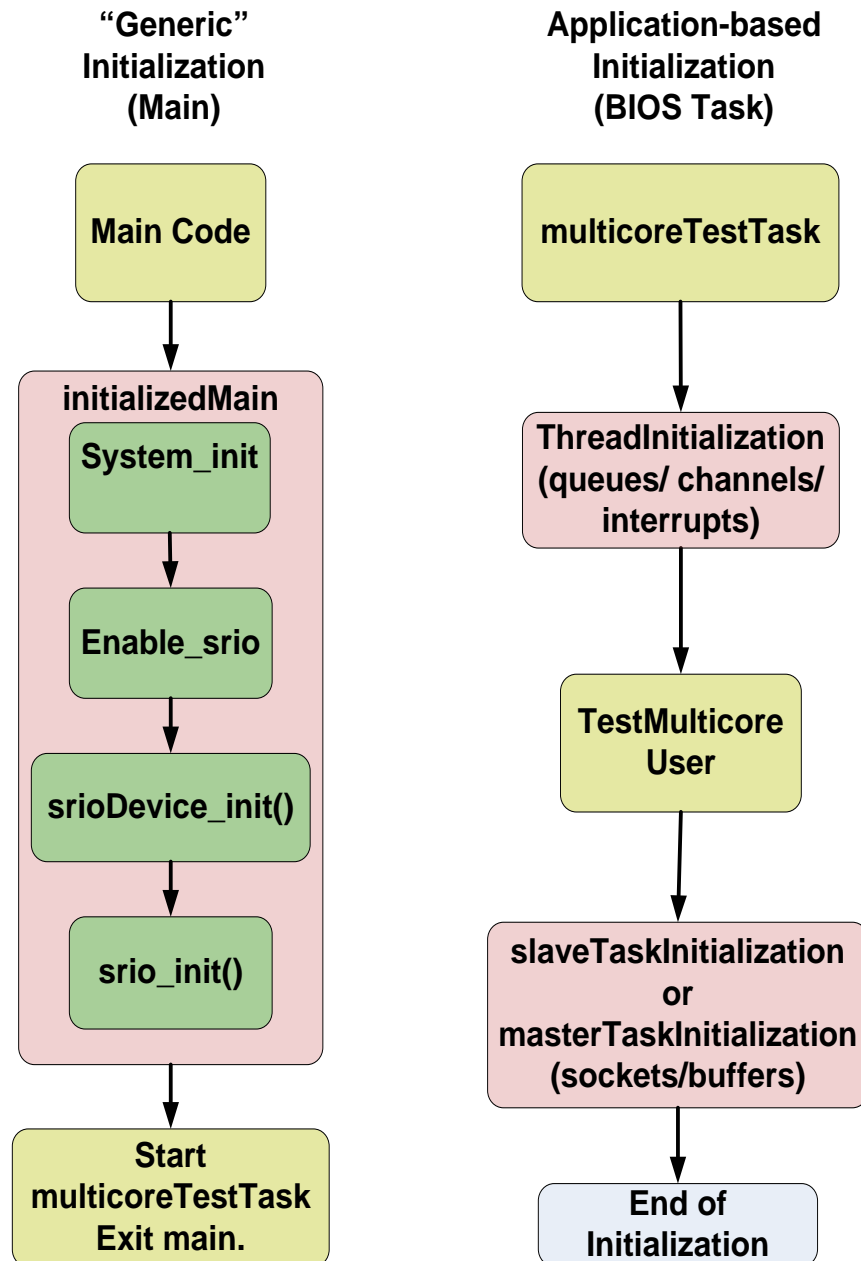 “Generic”
Initialization
(Main)
Main Code
initializedMain
System_init
Enable_srio
srioDevice_init()
srio_init()
Start
multicoreTestTask
Exit main.
Application-based
Initialization
(BIOS Task)
multicoreTestTask
ThreadInitialization
(queues/ channels/
interrupts)
TestMulticore
User
slaveTaskInitialization
or
masterTaskInitialization
(sockets/buffers)
End of
Initialization